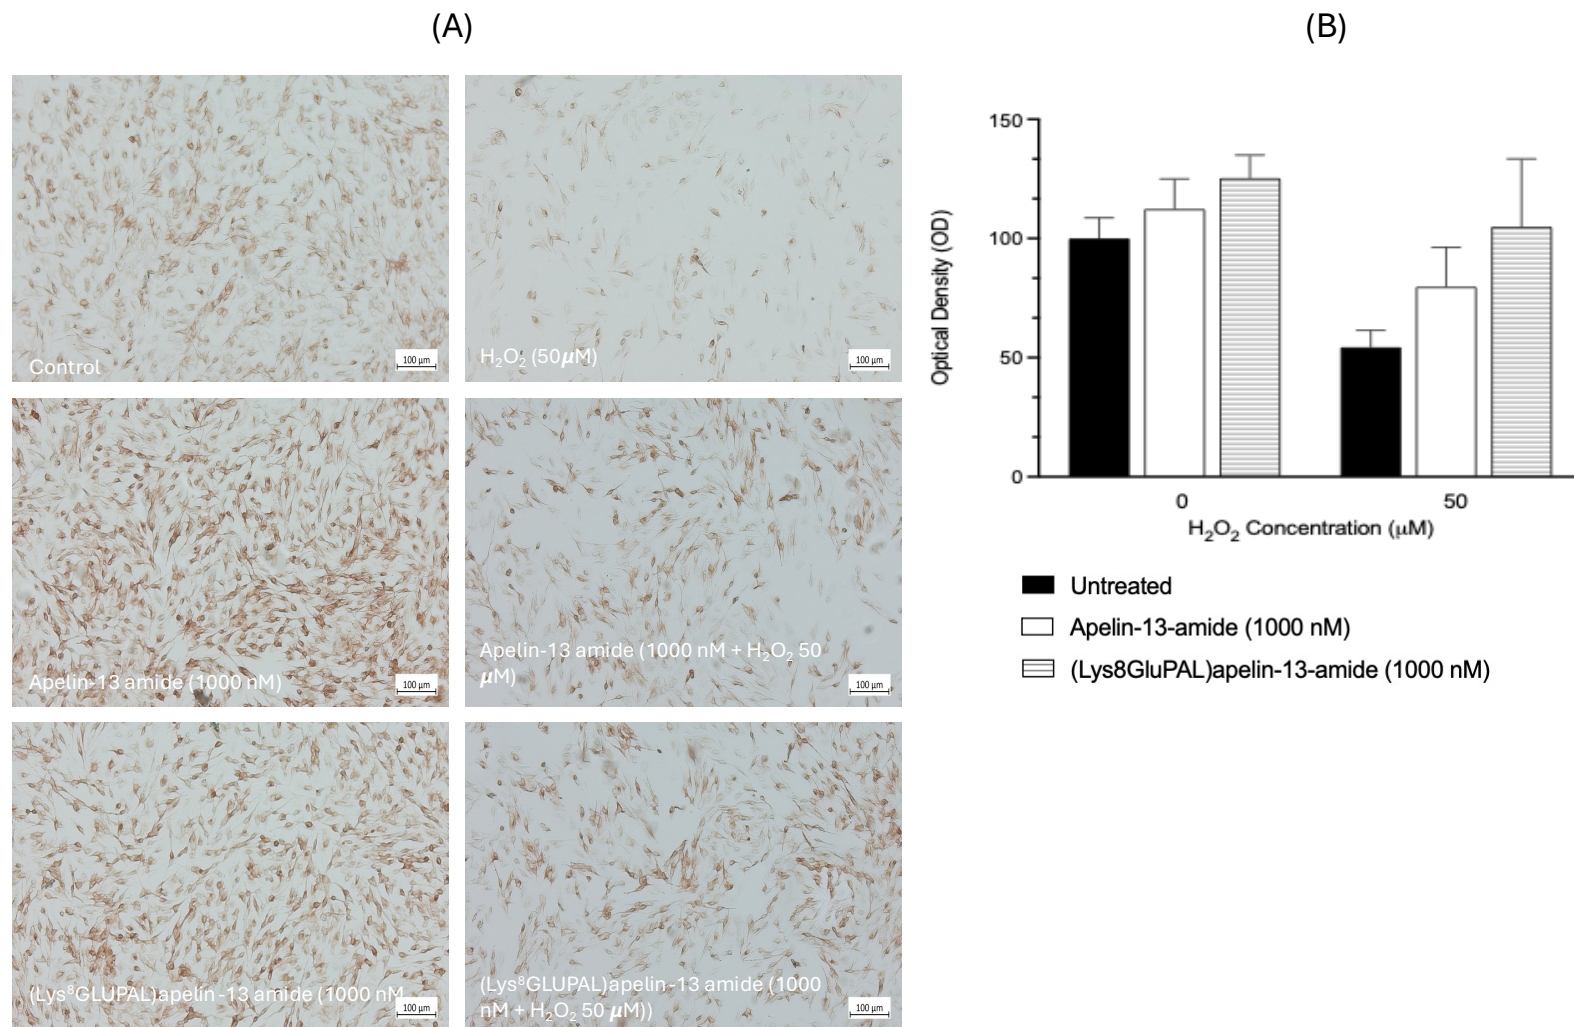 (A)
Control
100 µm
H₂O₂ (50µM)
100 µm
Apelin-13 amide (1000 nM)
100 µm
Apelin-13 amide (1000 nM + H₂O₂ 50
µM)
100 µm
(Lys⁸GLUPAL)apelin -13 amide (1000 nM
100 µm
(Lys⁸GLUPAL)apelin-13 amide (1000
nM + H₂O₂ 50 µM))
100 µm
(B)
Optical Density (OD)
150
100
50
0
0
50
H₂O₂ Concentration (µM)
Untreated
Apelin-13-amide (1000 nM)
(Lys8GluPAL)apelin-13-amide (1000 nM)